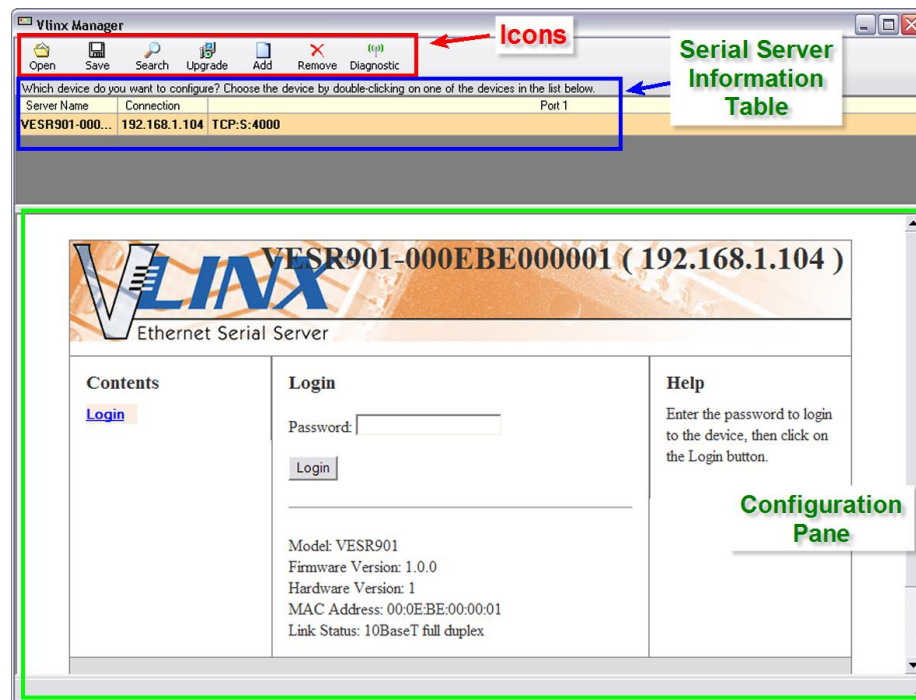 Vlinx Manager
Icons
Open Save Search Upgrade Add Remove Diagnostic
Serial Server
Information
Table
Which device do you want to configure? Choose the device by double-clicking on one of the devices in the list below.
Server Name Connection Port 1
VESR901-000... 192.168.1.104 TCP:S:4000
VESR901-000EBE000001 ( 192.168.1.104 )
VLINX
Ethernet Serial Server
Contents
Login
Login
Password:
Login
Model: VESR901
Firmware Version: 1.0.0
Hardware Version: 1
MAC Address: 00:0E:BE:00:00:01
Link Status: 10BaseT full duplex
Help
Enter the password to login
to the device, then click on
the Login button.
Configuration
Pane